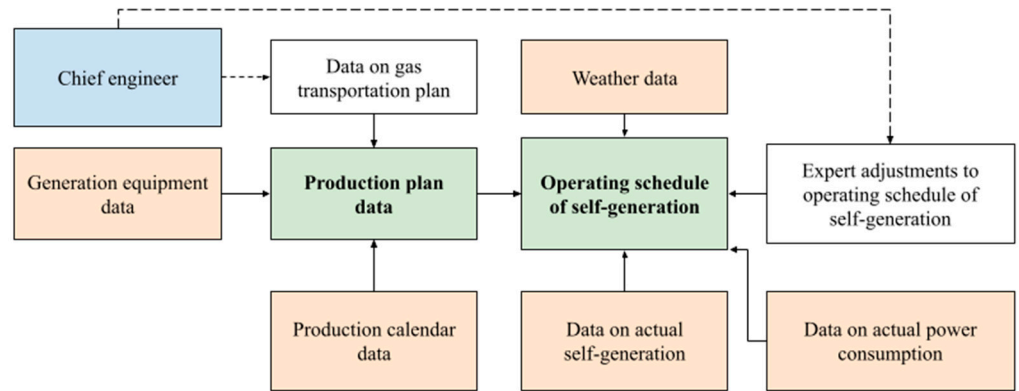 Chief engineer
Data on gas
transportation plan
Weather data
Generation equipment
data
Production plan
data
Operating schedule
of self-generation
Expert adjustments to
operating schedule of
self-generation
Production calendar
data
Data on actual
self-generation
Data on actual power
consumption